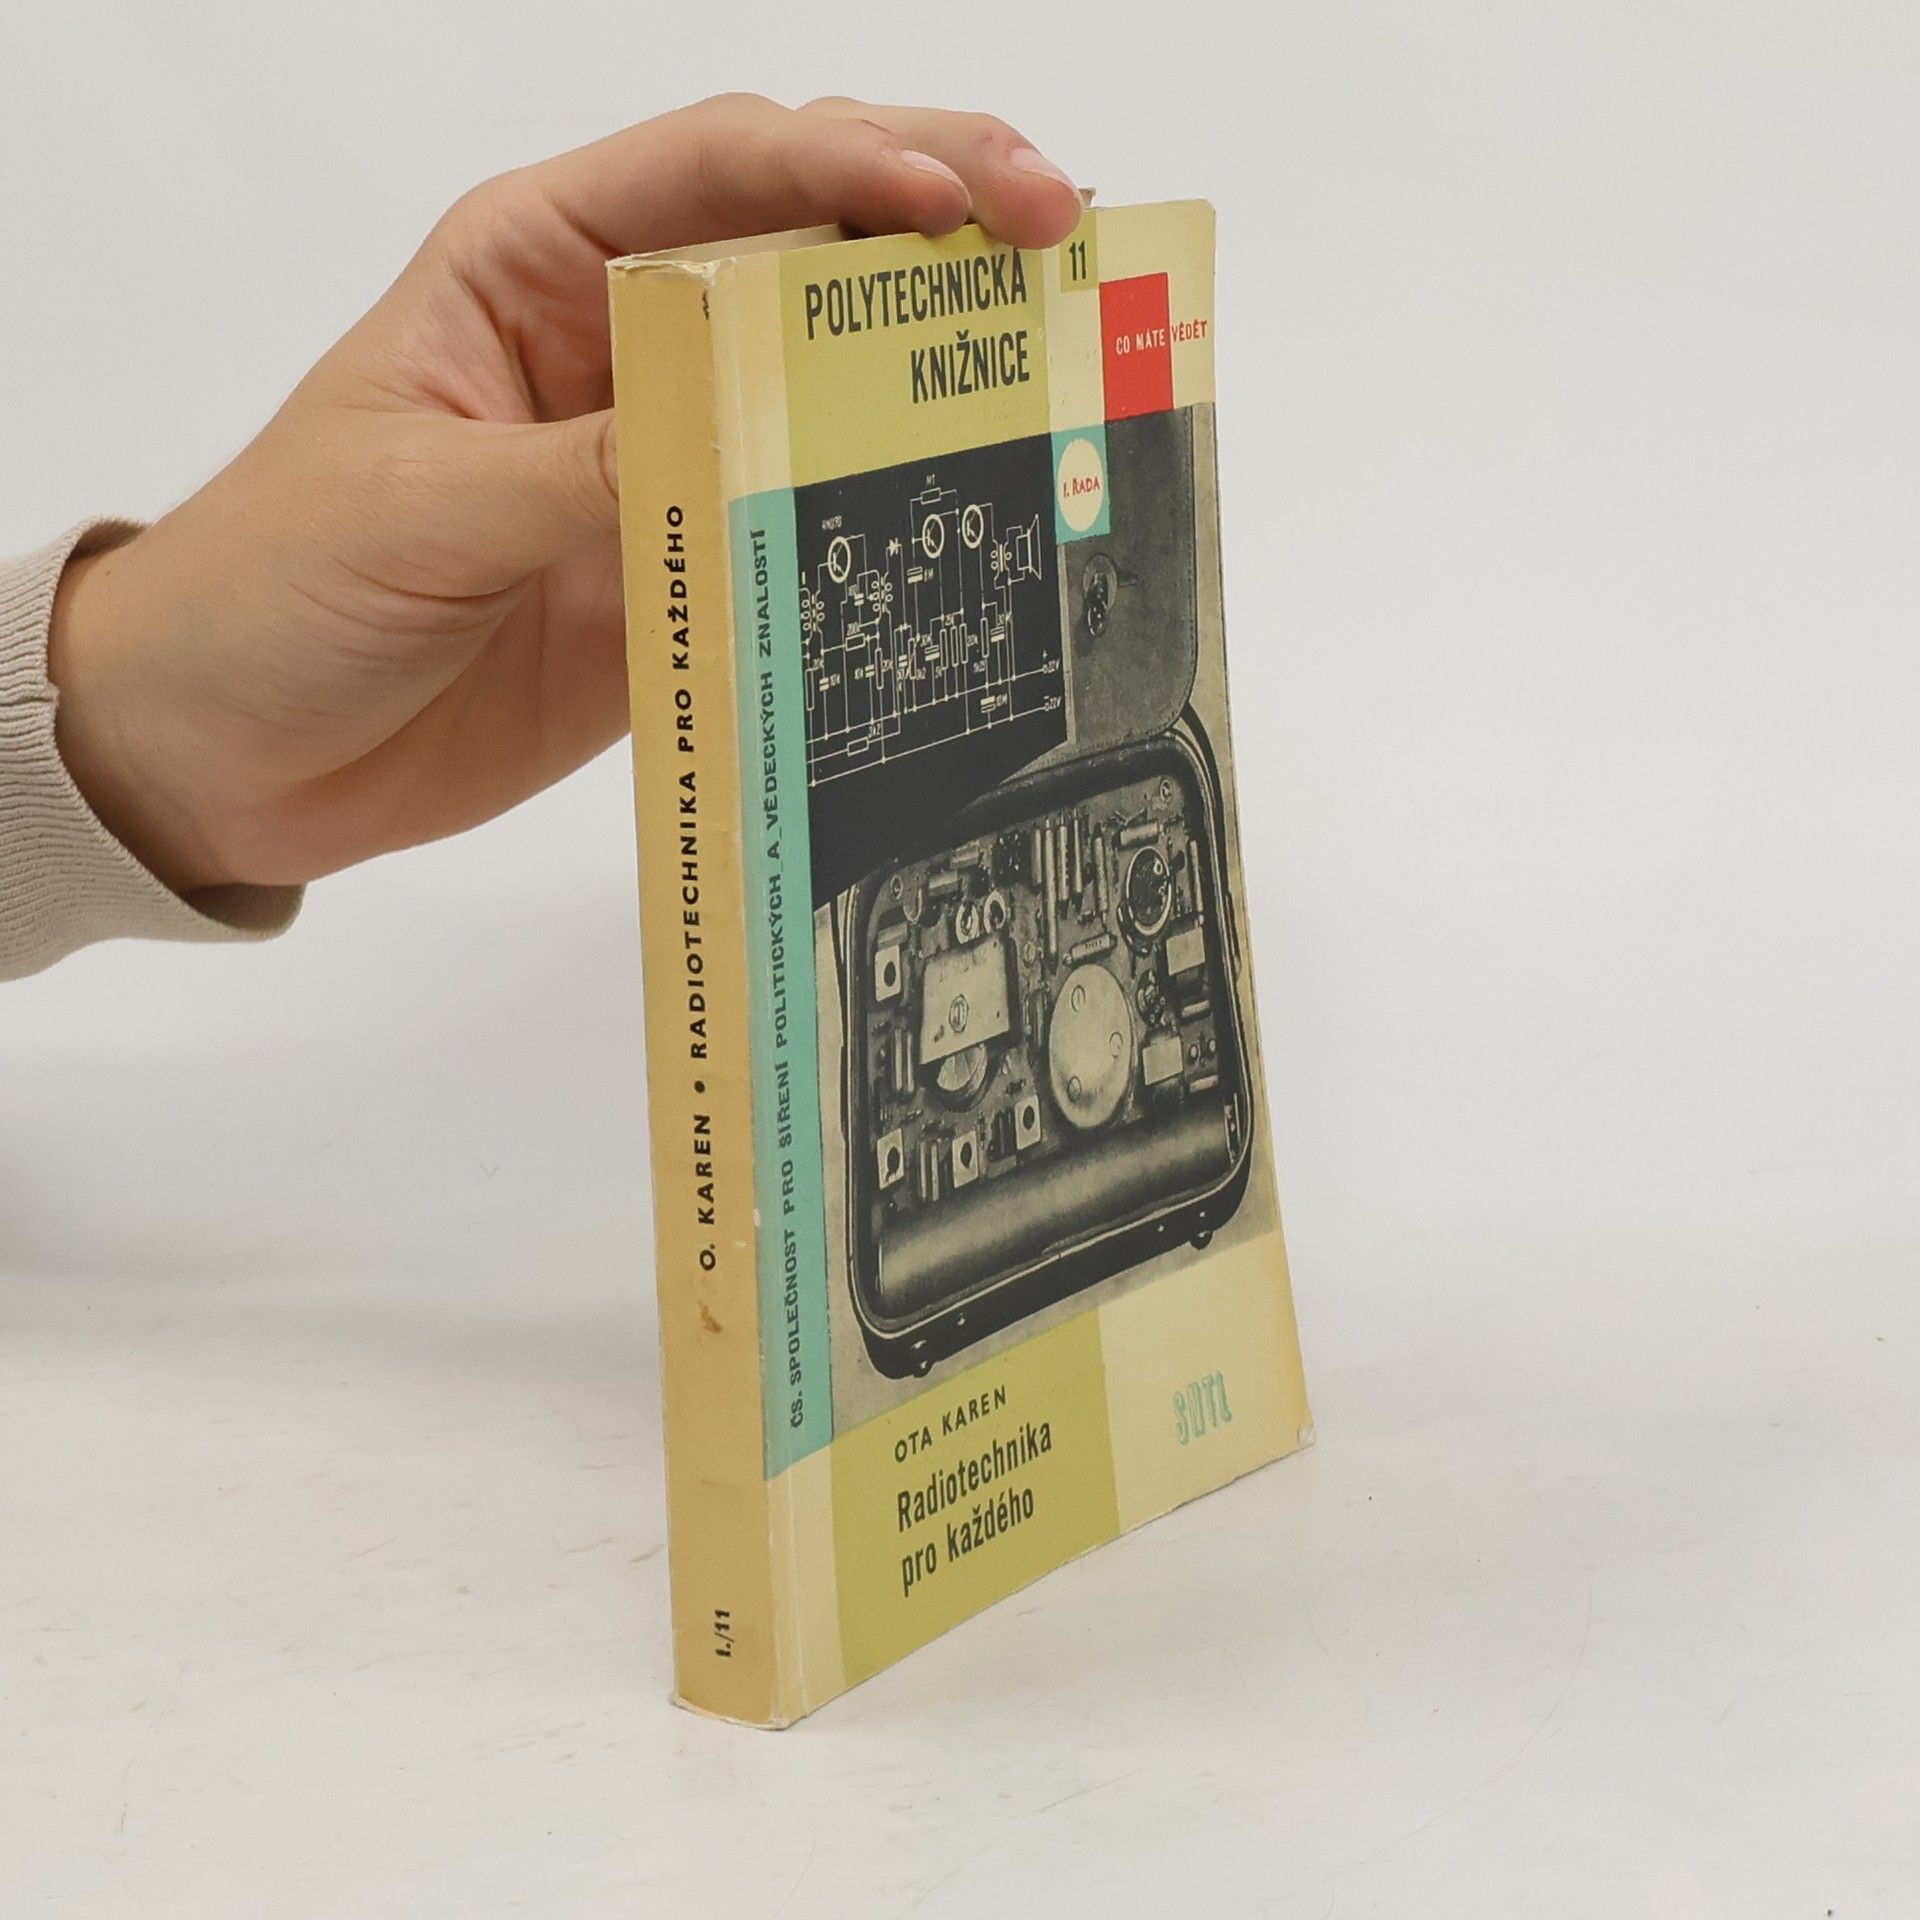 O. KAREN • RADIOTECHNIKA PRO KAŽDÉHO
I./11
POLYTECHNICKÁ
KNIŽNICE
11
CO MÁTE VĚDĚT
I. ŘADA
ČS. SPOLEČNOST PRO ŠÍŘENÍ POLITICKÝCH A VĚDECKÝCH ZNALOSTÍ
OTA KAREN
Radiotechnika
pro každého
SNTL